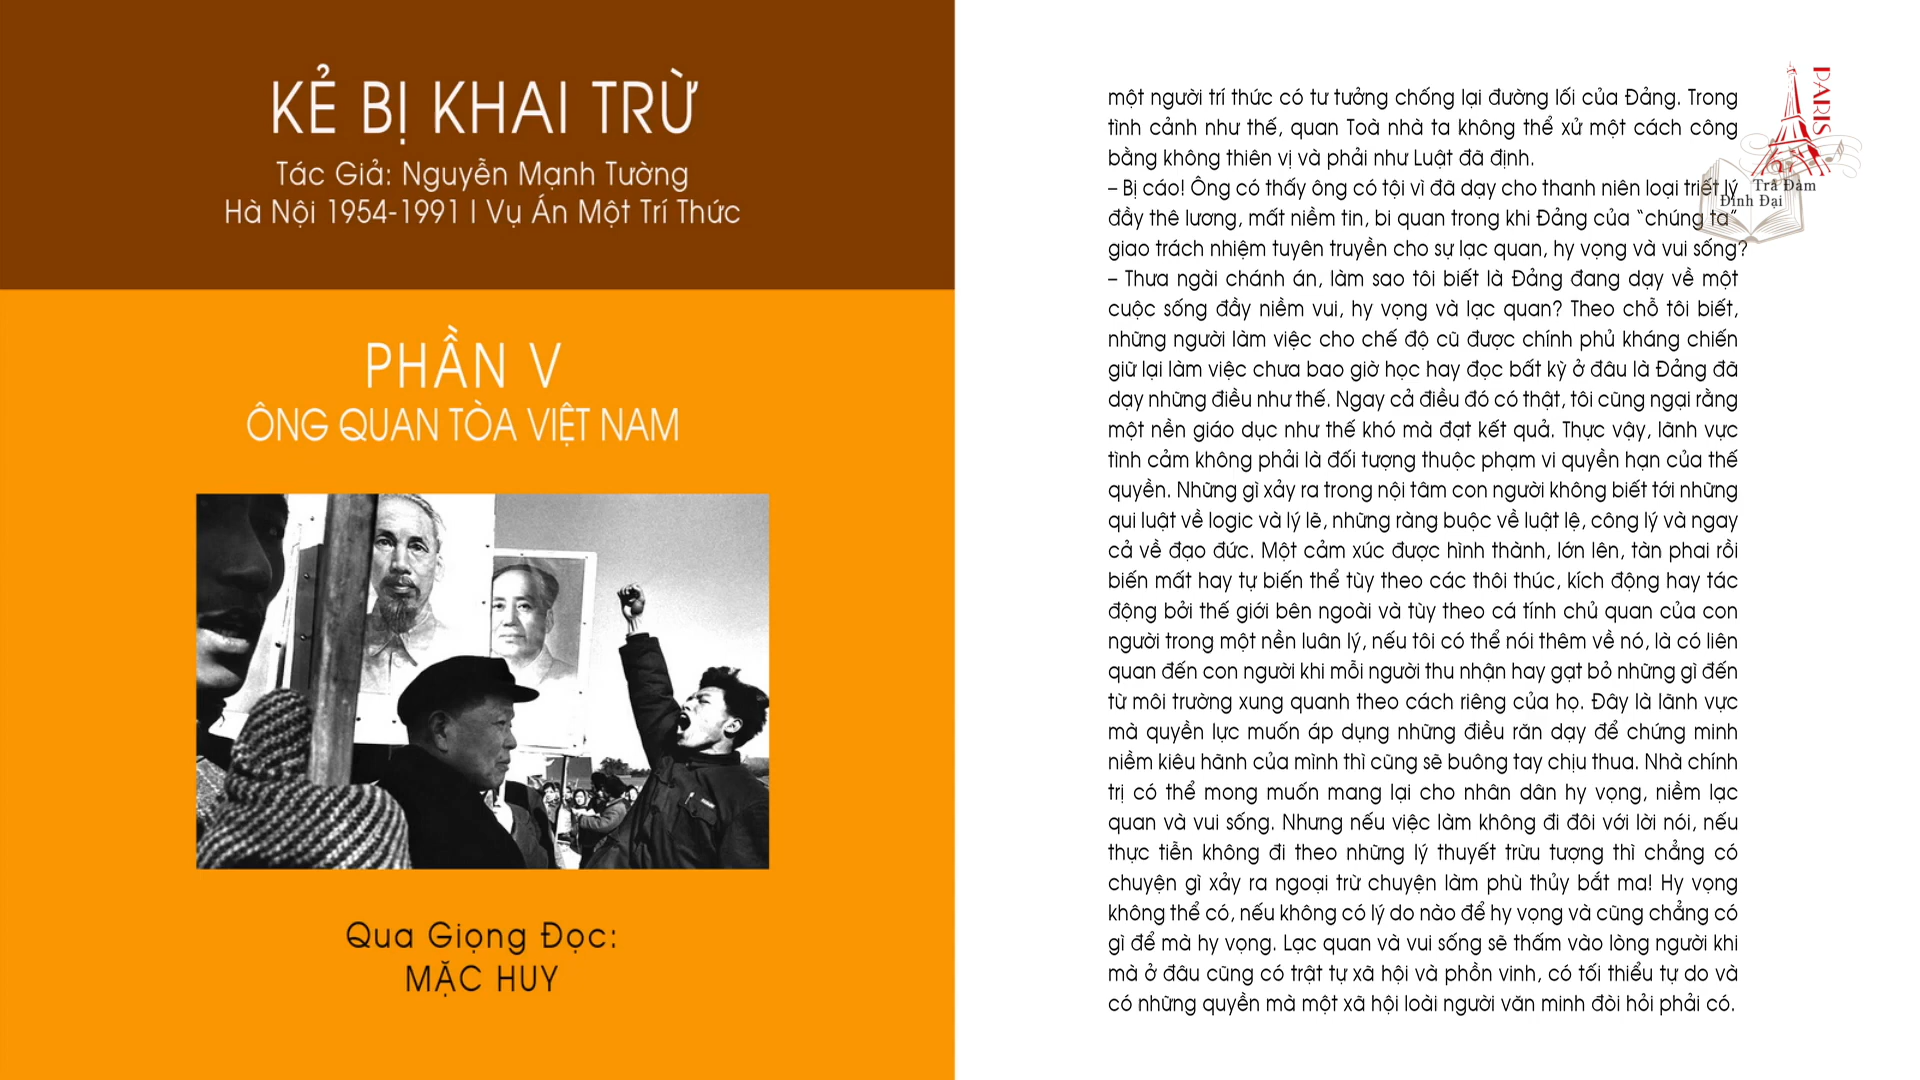 KẺ BỊ KHAI TRỪ
Tác Giả: Nguyễn Mạnh Tường
Hà Nội 1954-1991 | Vụ Án Một Trí Thức
PHẦN V
ÔNG QUAN TÒA VIỆT NAM
Qua Giọng Đọc:
MẶC HUY
một người trí thức có tư tưởng chống lại đường lối của Đảng. Trong
tình cảnh như thế, quan Toà nhà ta không thể xử một cách công
bằng không thiên vị và phải như Luật đã định.
– Bị cáo! Ông có thấy ông có tội vì đã dạy cho thanh niên loại triết lý
đầy thê lương, mất niềm tin, bi quan trong khi Đảng của “chúng ta”
giao trách nhiệm tuyên truyền cho sự lạc quan, hy vọng và vui sống?
– Thưa ngài chánh án, làm sao tôi biết là Đảng đang dạy về một
cuộc sống đầy niềm vui, hy vọng và lạc quan? Theo chỗ tôi biết,
những người làm việc cho chế độ cũ được chính phủ kháng chiến
giữ lại làm việc chưa bao giờ học hay đọc bất kỳ ở đâu là Đảng đã
dạy những điều như thế. Ngay cả điều đó có thật, tôi cũng ngại rằng
một nền giáo dục như thế khó mà đạt kết quả. Thực vậy, lãnh vực
tình cảm không phải là đối tượng thuộc phạm vi quyền hạn của thế
quyền. Những gì xảy ra trong nội tâm con người không biết tới những
qui luật về logic và lý lẽ, những ràng buộc về luật lệ, công lý và ngay
cả về đạo đức. Một cảm xúc được hình thành, lớn lên, tàn phai rồi
biến mất hay tự biến thể tùy theo các thôi thúc, kích động hay tác
động bởi thế giới bên ngoài và tùy theo cá tính chủ quan của con
người trong một nền luân lý, nếu tôi có thể nói thêm về nó, là có liên
quan đến con người khi mỗi người thu nhận hay gạt bỏ những gì đến
từ môi trường xung quanh theo cách riêng của họ. Đây là lãnh vực
mà quyền lực muốn áp dụng những điều răn dạy để chứng minh
niềm kiêu hãnh của mình thì cũng sẽ buông tay chịu thua. Nhà chính
trị có thể mong muốn mang lại cho nhân dân hy vọng, niềm lạc
quan và vui sống. Nhưng nếu việc làm không đi đôi với lời nói, nếu
thực tiễn không đi theo những lý thuyết trừu tượng thì chẳng có
chuyện gì xảy ra ngoại trừ chuyện làm phù thủy bắt ma! Hy vọng
không thể có, nếu không có lý do nào để hy vọng và cũng chẳng có
gì để mà hy vọng. Lạc quan và vui sống sẽ thấm vào lòng người khi
mà ở đâu cũng có trật tự xã hội và phồn vinh, có tối thiểu tự do và
có những quyền mà một xã hội loài người văn minh đòi hỏi phải có.
PARIS
Trà Đàm
Đình Đại